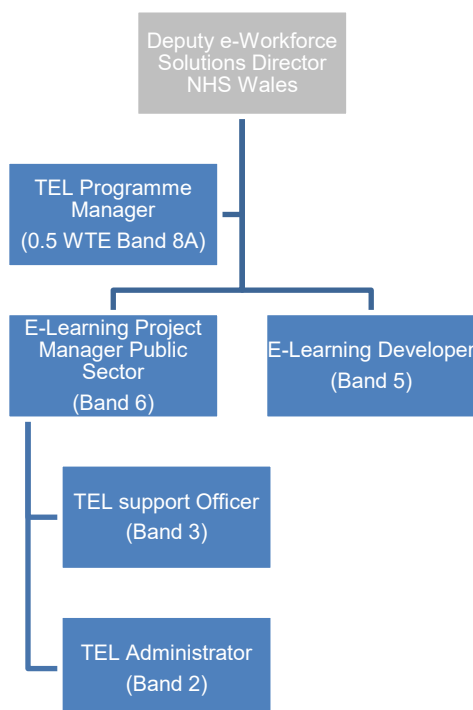 Deputy e-Workforce
Solutions Director
NHS Wales
TEL Programme
Manager
(0.5 WTE Band 8A)
E-Learning Project
Manager Public
Sector
(Band 6)
E-Learning Developer
(Band 5)
TEL support Officer
(Band 3)
TEL Administrator
(Band 2)